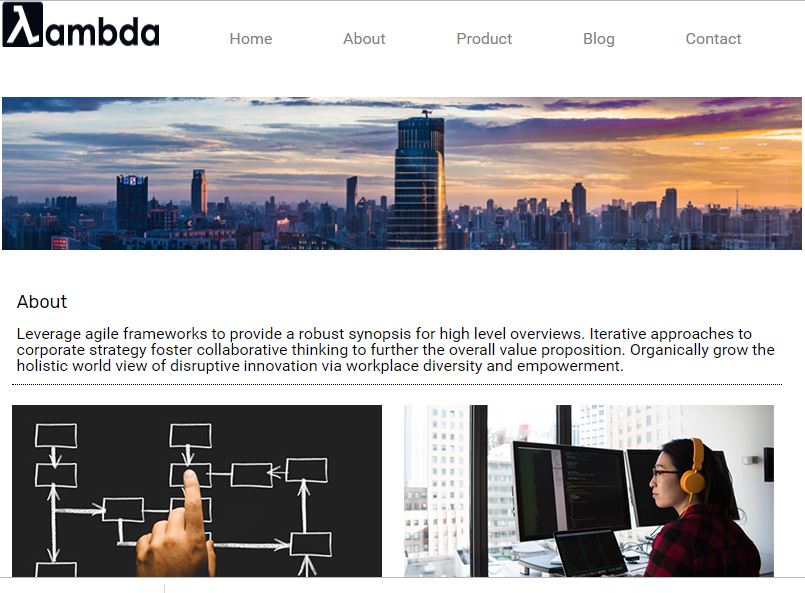 λambda
Home About Product Blog Contact
About
Leverage agile frameworks to provide a robust synopsis for high level overviews. Iterative approaches to
corporate strategy foster collaborative thinking to further the overall value proposition. Organically grow the
holistic world view of disruptive innovation via workplace diversity and empowerment.